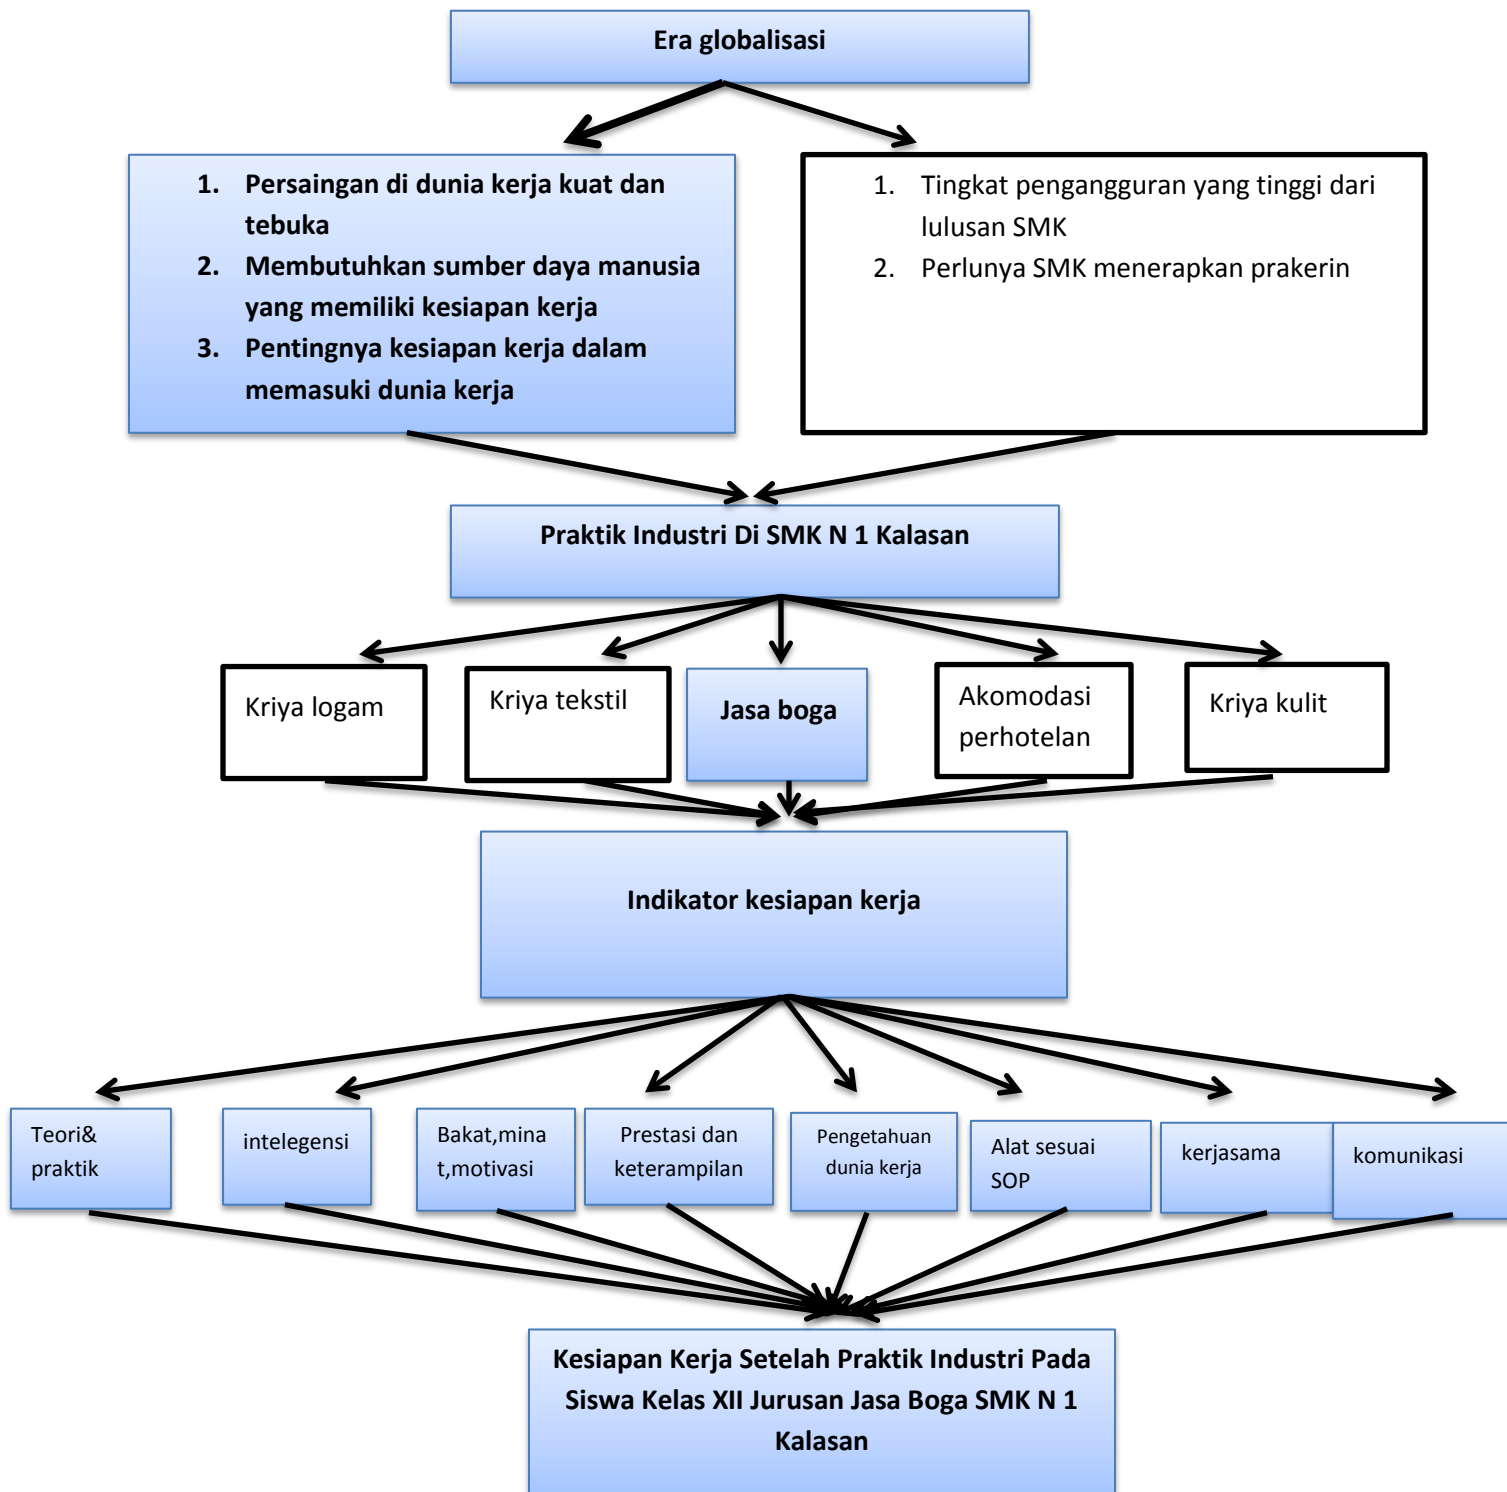 Era globalisasi
1. Persaingan di dunia kerja kuat dan
tebuka
2. Membutuhkan sumber daya manusia
yang memiliki kesiapan kerja
3. Pentingnya kesiapan kerja dalam
memasuki dunia kerja
1. Tingkat pengangguran yang tinggi dari
lulusan SMK
2. Perlunya SMK menerapkan prakerin
Praktik Industri Di SMK N 1 Kalasan
Kriya logam
Kriya tekstil
Jasa boga
Akomodasi
perhotelan
Kriya kulit
Indikator kesiapan kerja
Teori&
praktik
intelegensi
Bakat,mina
t,motivasi
Prestasi dan
keterampilan
Pengetahuan
dunia kerja
Alat sesuai
SOP
kerjasama
komunikasi
Kesiapan Kerja Setelah Praktik Industri Pada
Siswa Kelas XII Jurusan Jasa Boga SMK N 1
Kalasan